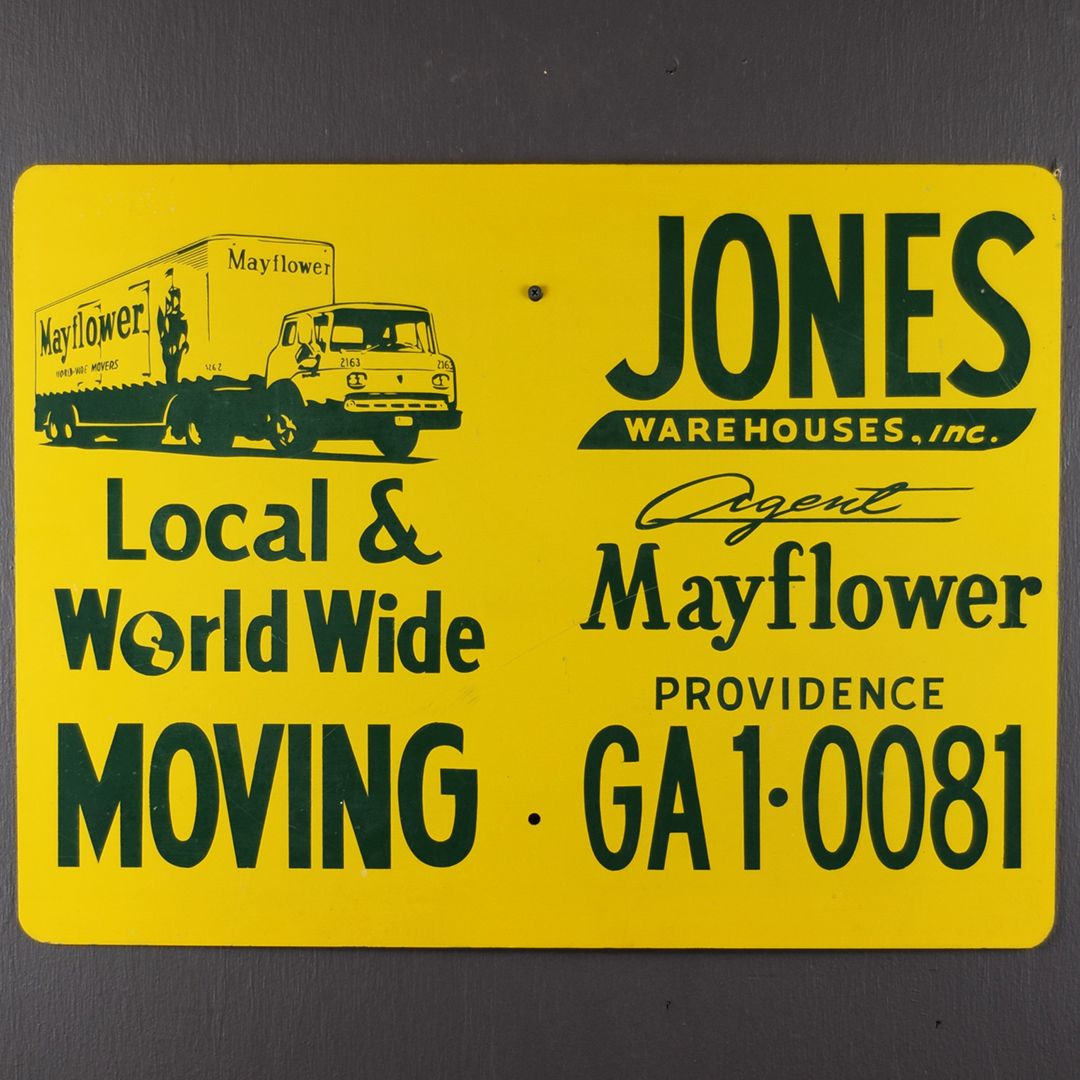 Mayflower
Mayflower
WORLD-WIDE MOVERS
2163
Local &
World Wide
MOVING
JONES
WAREHOUSES, inc.
Agent
Mayflower
PROVIDENCE
GA 1·0081